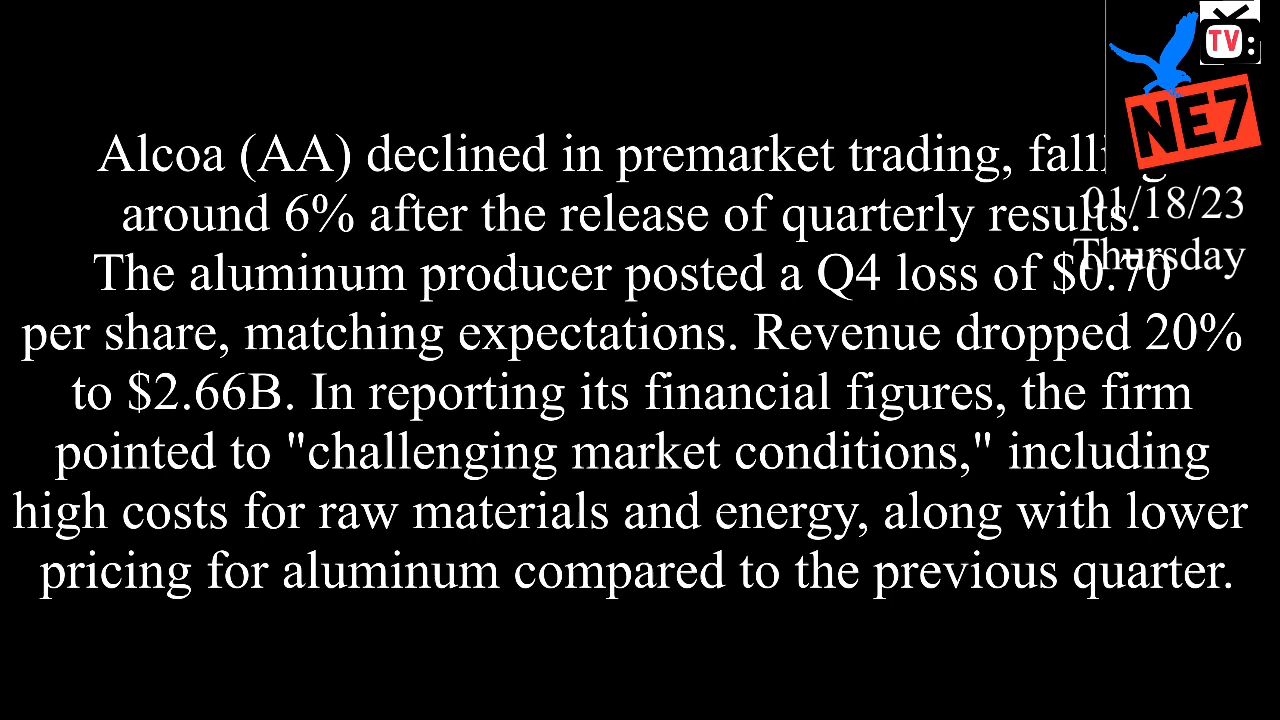 TV:
NE7
Alcoa (AA) declined in premarket trading, falling
around 6% after the release of quarterly results.
01/18/23
Thursday
The aluminum producer posted a Q4 loss of $0.70
per share, matching expectations. Revenue dropped 20%
to $2.66B. In reporting its financial figures, the firm
pointed to "challenging market conditions," including
high costs for raw materials and energy, along with lower
pricing for aluminum compared to the previous quarter.